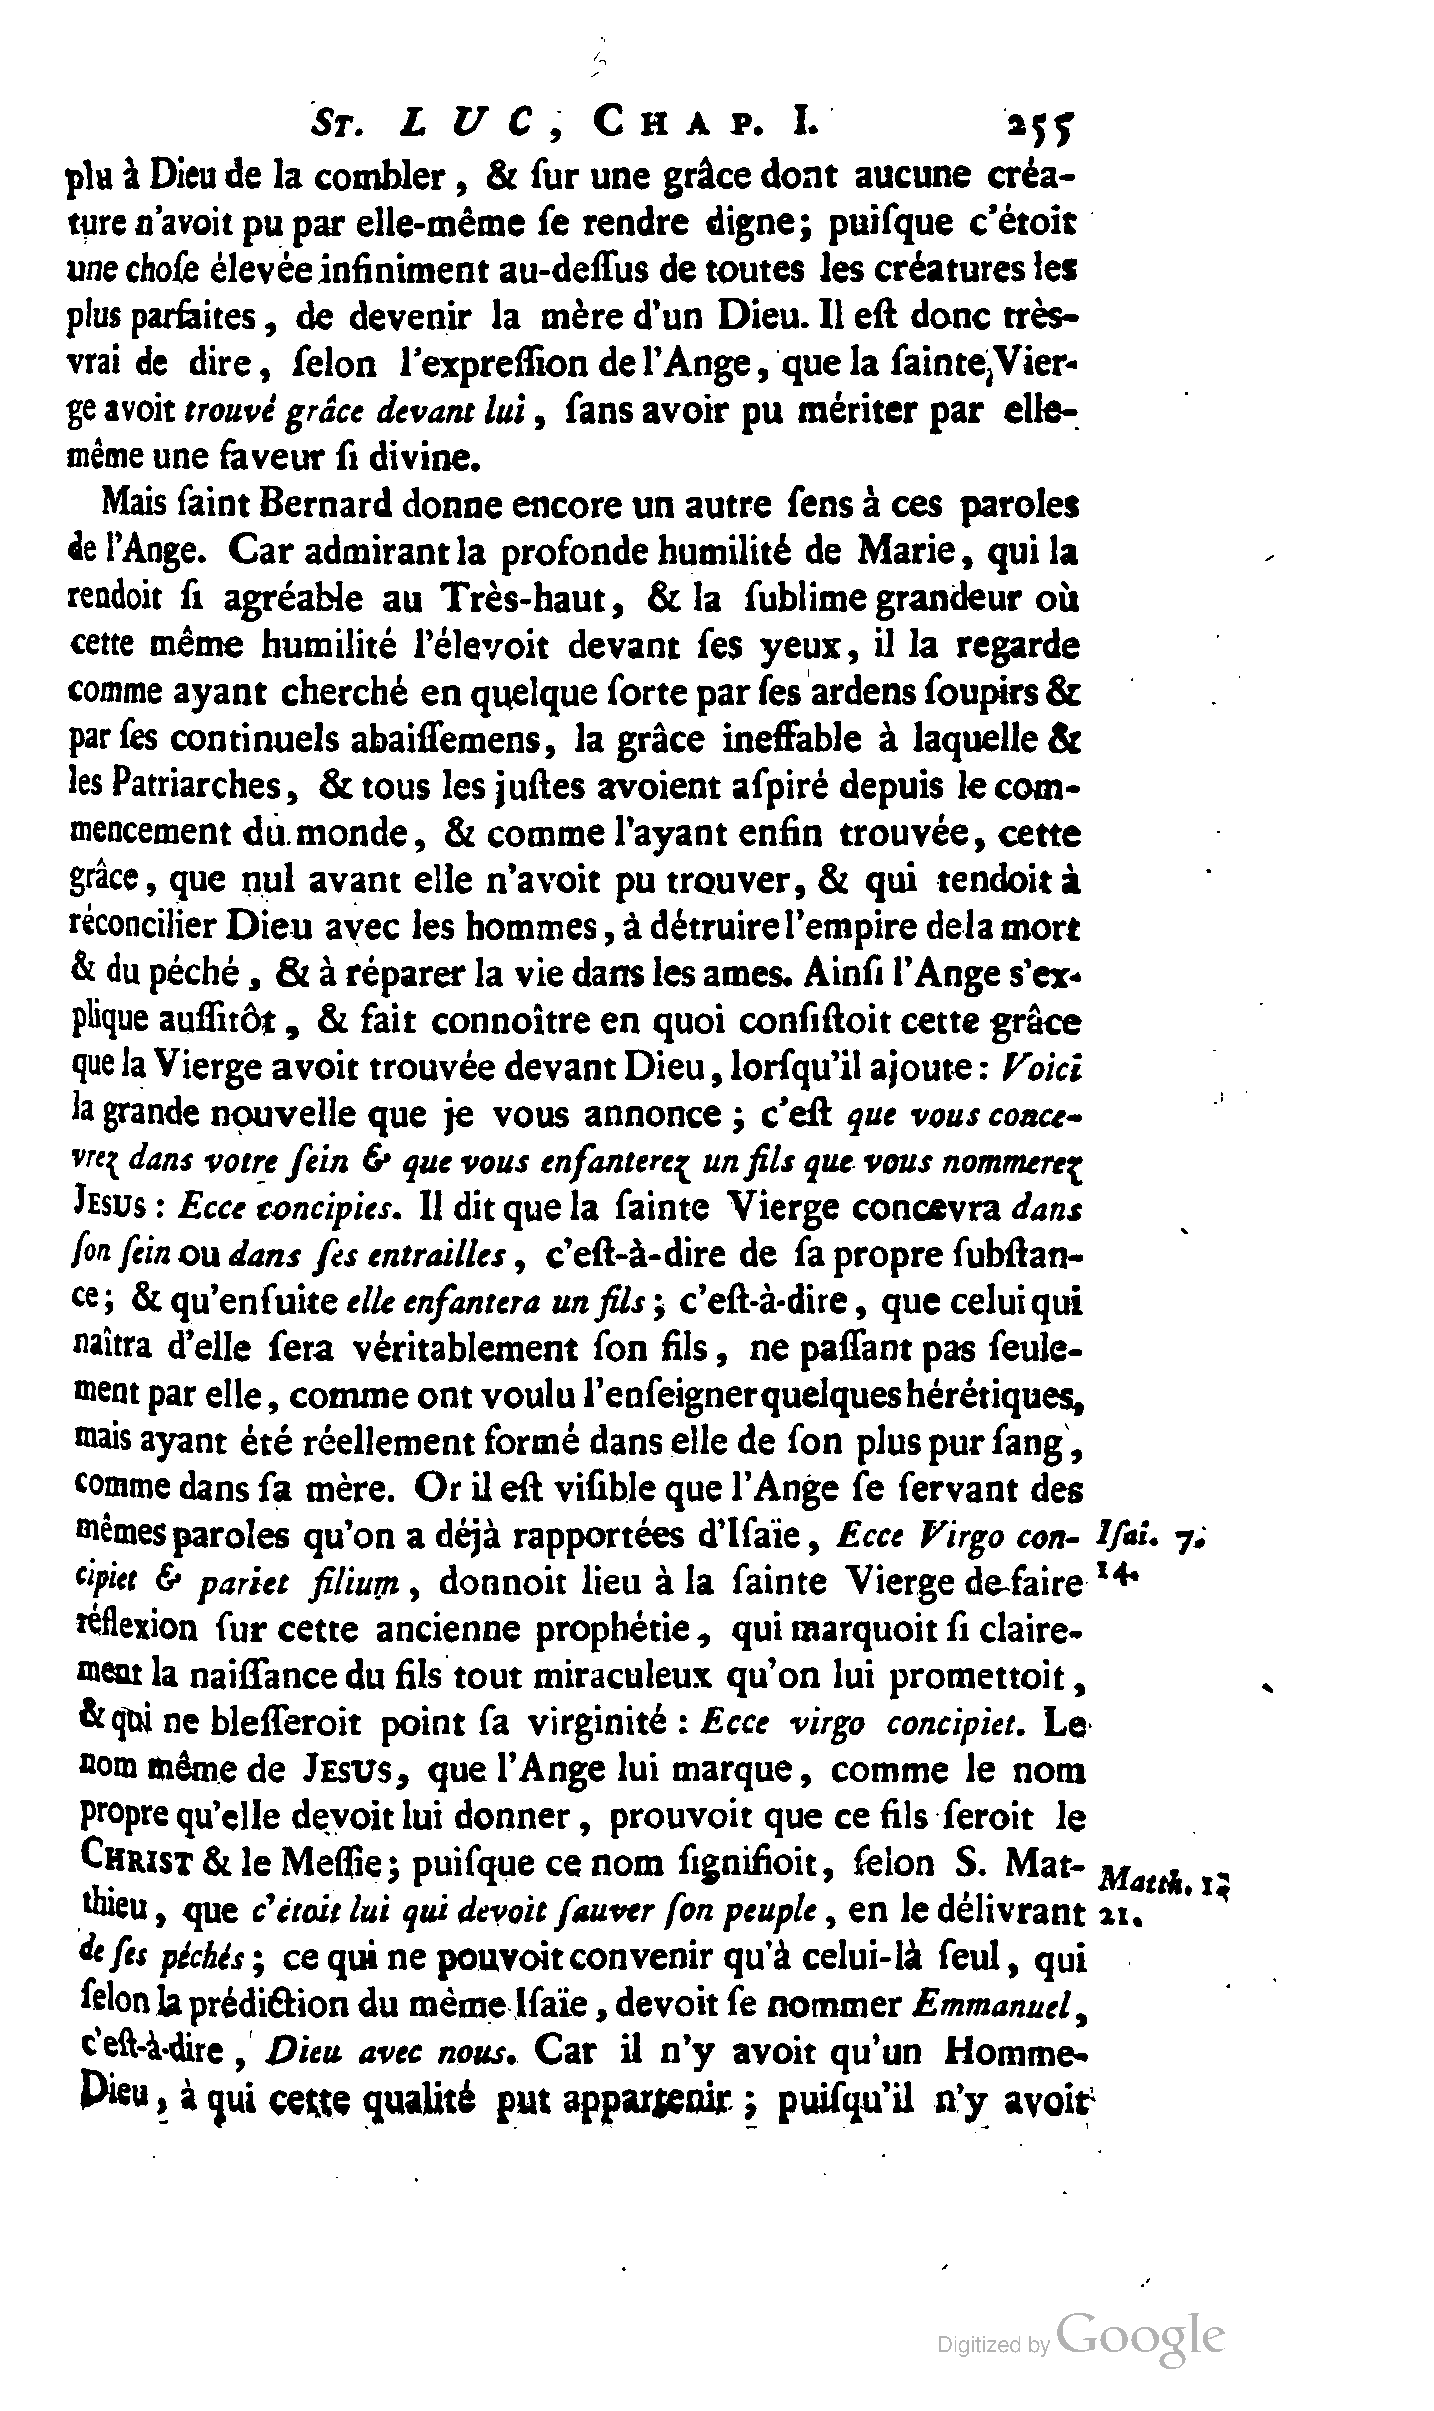 ST. LUC, CHAP. I. 255
plu à Dieu de la combler, & ſur une grâce dont aucune créa-
ture n'avoit pu par elle-même ſe rendre digne; puiſque c'étoit
une choſe élevée infiniment au-deſſus de toutes les créatures les
plus parfaites, de devenir la mère d'un Dieu. Il eſt donc très-
vrai de dire, ſelon l'expreſſion de l'Ange, que la ſainte Vier-
ge avoit trouvé grâce devant lui, ſans avoir pu mériter par elle-
même une faveur ſi divine.
Mais ſaint Bernard donne encore un autre ſens à ces paroles
de l'Ange. Car admirant la profonde humilité de Marie, qui la
rendoit ſi agréable au Très-haut, & la ſublime grandeur où
cette même humilité l'élevoit devant ſes yeux, il la regarde
comme ayant cherché en quelque ſorte par ſes ardens ſoupirs &
par ſes continuels abaiſſemens, la grâce ineffable à laquelle &
les Patriarches, & tous les juſtes avoient aſpiré depuis le com-
mencement du monde, & comme l'ayant enfin trouvée, cette
grâce, que nul avant elle n'avoit pu trouver, & qui tendoit à
réconcilier Dieu avec les hommes, à détruire l'empire de la mort
& du péché, & à réparer la vie dans les ames. Ainſi l'Ange s'ex-
plique auſſitôt, & fait connoître en quoi conſiſtoit cette grâce
que la Vierge avoit trouvée devant Dieu, lorſqu'il ajoute: Voici
la grande nouvelle que je vous annonce; c'eſt que vous conce-
vrez dans votre ſein & que vous enfanterez un fils que vous nommerez
JESUS: Ecce concipies. Il dit que la ſainte Vierge concevra dans
ſon ſein ou dans ſes entrailles, c'eſt-à-dire de ſa propre ſubſtan-
ce; & qu'enſuite elle enfantera un fils; c'eſt-à-dire, que celui qui
naîtra d'elle ſera véritablement ſon fils, ne paſſant pas ſeule-
ment par elle, comme ont voulu l'enſeigner quelques hérétiques,
mais ayant été réellement formé dans elle de ſon plus pur ſang,
comme dans ſa mère. Or il eſt viſible que l'Ange ſe ſervant des
mêmes paroles qu'on a déjà rapportées d'Iſaïe, Ecce Virgo con- Iſai. 7.
cipiet & pariet filium, donnoit lieu à la ſainte Vierge de faire 14.
réflexion ſur cette ancienne prophétie, qui marquoit ſi claire-
ment la naiſſance du fils tout miraculeux qu'on lui promettoit,
& qui ne bleſſeroit point ſa virginité: Ecce virgo concipiet. Le
nom même de JESUS, que l'Ange lui marque, comme le nom
propre qu'elle devoit lui donner, prouvoit que ce fils ſeroit le
CHRIST & le Meſſie; puiſque ce nom ſignifioit, ſelon S. Mat- Matth. 1.
thieu, que c'étoit lui qui devoit ſauver ſon peuple, en le délivrant 21.
de ſes péchés; ce qui ne pouvoit convenir qu'à celui-là ſeul, qui
ſelon la prédiction du même Iſaïe, devoit ſe nommer Emmanuel,
c'eſt-à-dire, Dieu avec nous. Car il n'y avoit qu'un Homme-
Dieu, à qui cette qualité put appartenir; puiſqu'il n'y avoit
Digitized by Google